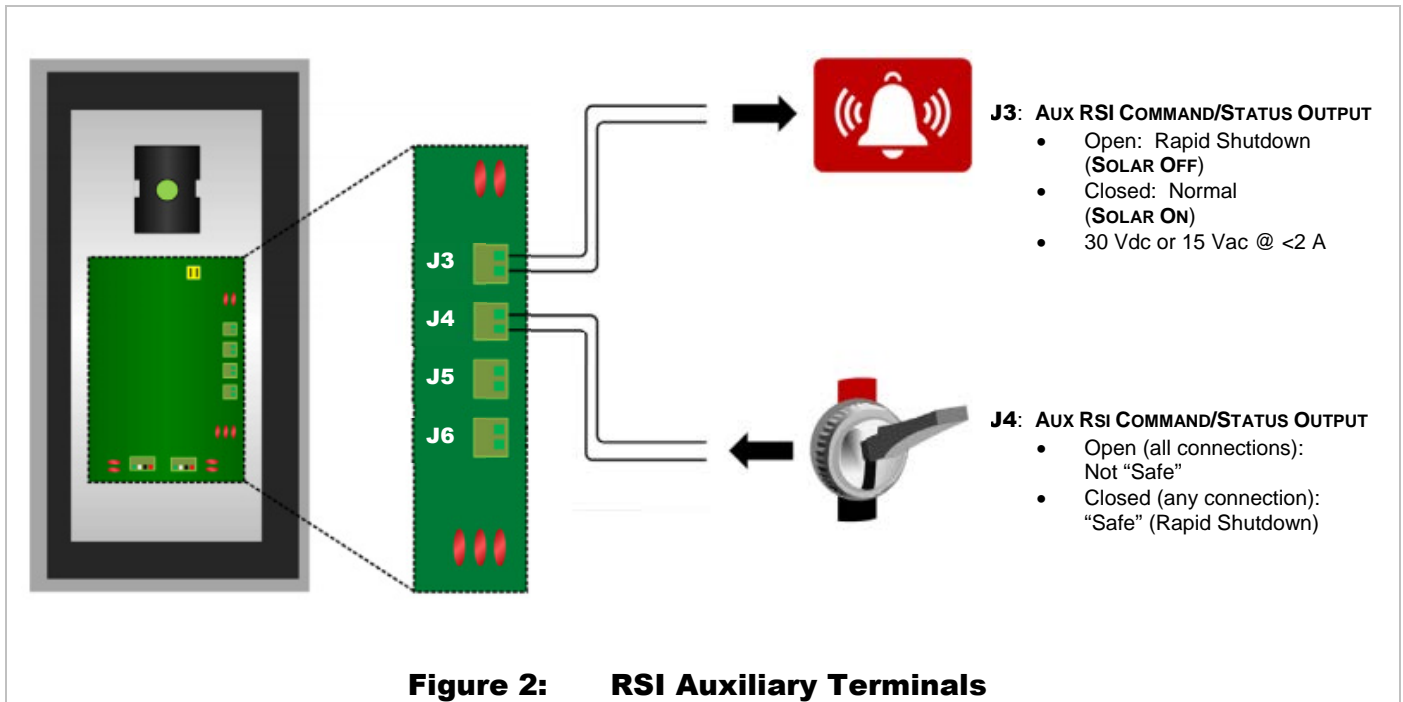 J3: AUX RSI COMMAND/STATUS OUTPUT
• Open: Rapid Shutdown
(SOLAR OFF)
• Closed: Normal
(SOLAR ON)
• 30 Vdc or 15 Vac @ <2 A
J3
J4
J5
J6
J4: AUX RSI COMMAND/STATUS OUTPUT
• Open (all connections):
Not “Safe”
• Closed (any connection):
“Safe” (Rapid Shutdown)
Figure 2: RSI Auxiliary Terminals